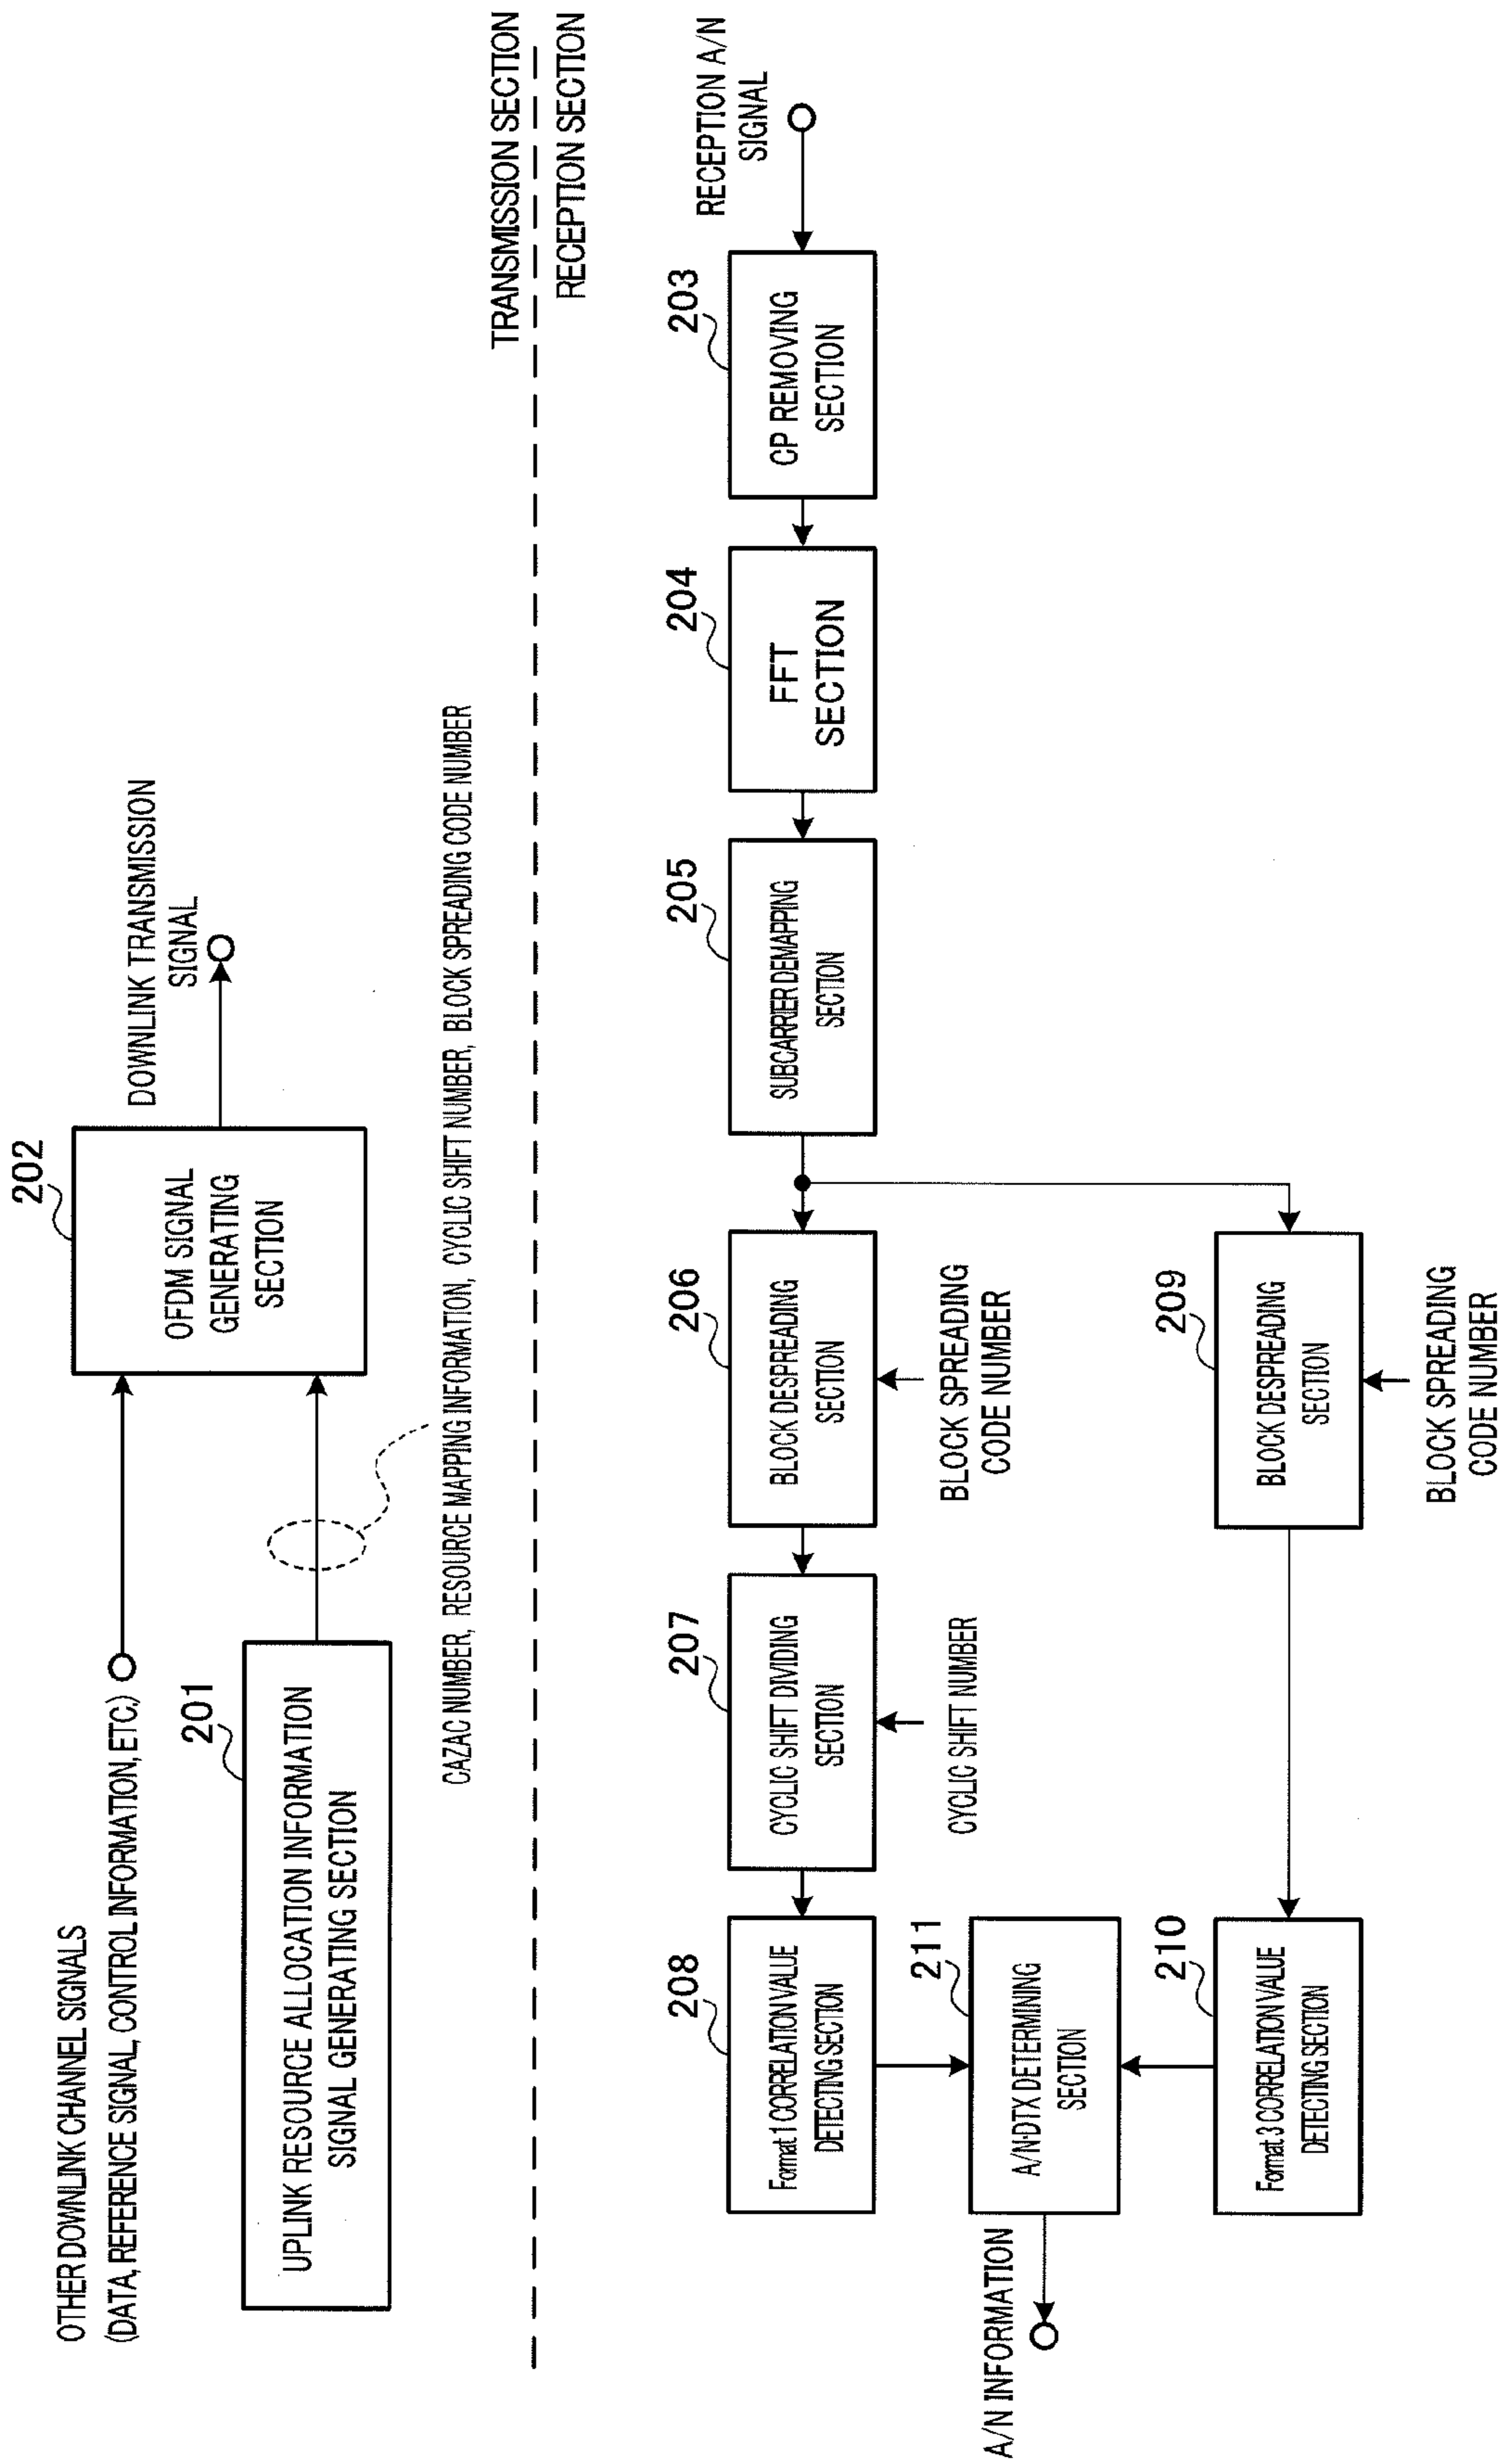 OTHER DOWNLINK CHANNEL SIGNALS
(DATA, REFERENCE SIGNAL, CONTROL INFORMATION, ETC.)
201
UPLINK RESOURCE ALLOCATION INFORMATION
SIGNAL GENERATING SECTION
202
OFDM SIGNAL
GENERATING
SECTION
DOWNLINK TRANSMISSION
SIGNAL
CAZAC NUMBER, RESOURCE MAPPING INFORMATION, CYCLIC SHIFT NUMBER, BLOCK SPREADING CODE NUMBER
TRANSMISSION SECTION
RECEPTION SECTION
RECEPTION A/N
SIGNAL
203
CP REMOVING
SECTION
204
FFT
SECTION
205
SUBCARRIER DEMAPPING
SECTION
206
BLOCK DESPREADING
SECTION
BLOCK SPREADING
CODE NUMBER
207
CYCLIC SHIFT DIVIDING
SECTION
CYCLIC SHIFT NUMBER
208
Format 1 CORRELATION VALUE
DETECTING SECTION
209
BLOCK DESPREADING
SECTION
BLOCK SPREADING
CODE NUMBER
210
Format 3 CORRELATION VALUE
DETECTING SECTION
211
A/N·DTX DETERMINING
SECTION
A/N INFORMATION